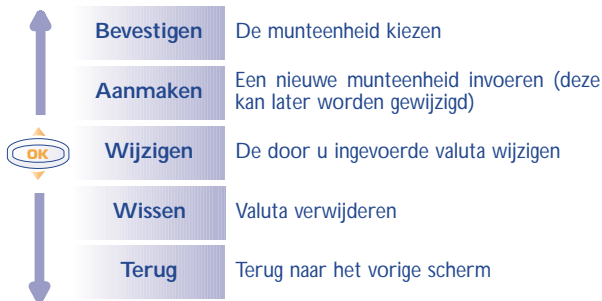 Bevestigen De munteenheid kiezen
Aanmaken Een nieuwe munteenheid invoeren (deze
kan later worden gewijzigd)
OK Wijzigen De door u ingevoerde valuta wijzigen
Wissen Valuta verwijderen
Terug Terug naar het vorige scherm